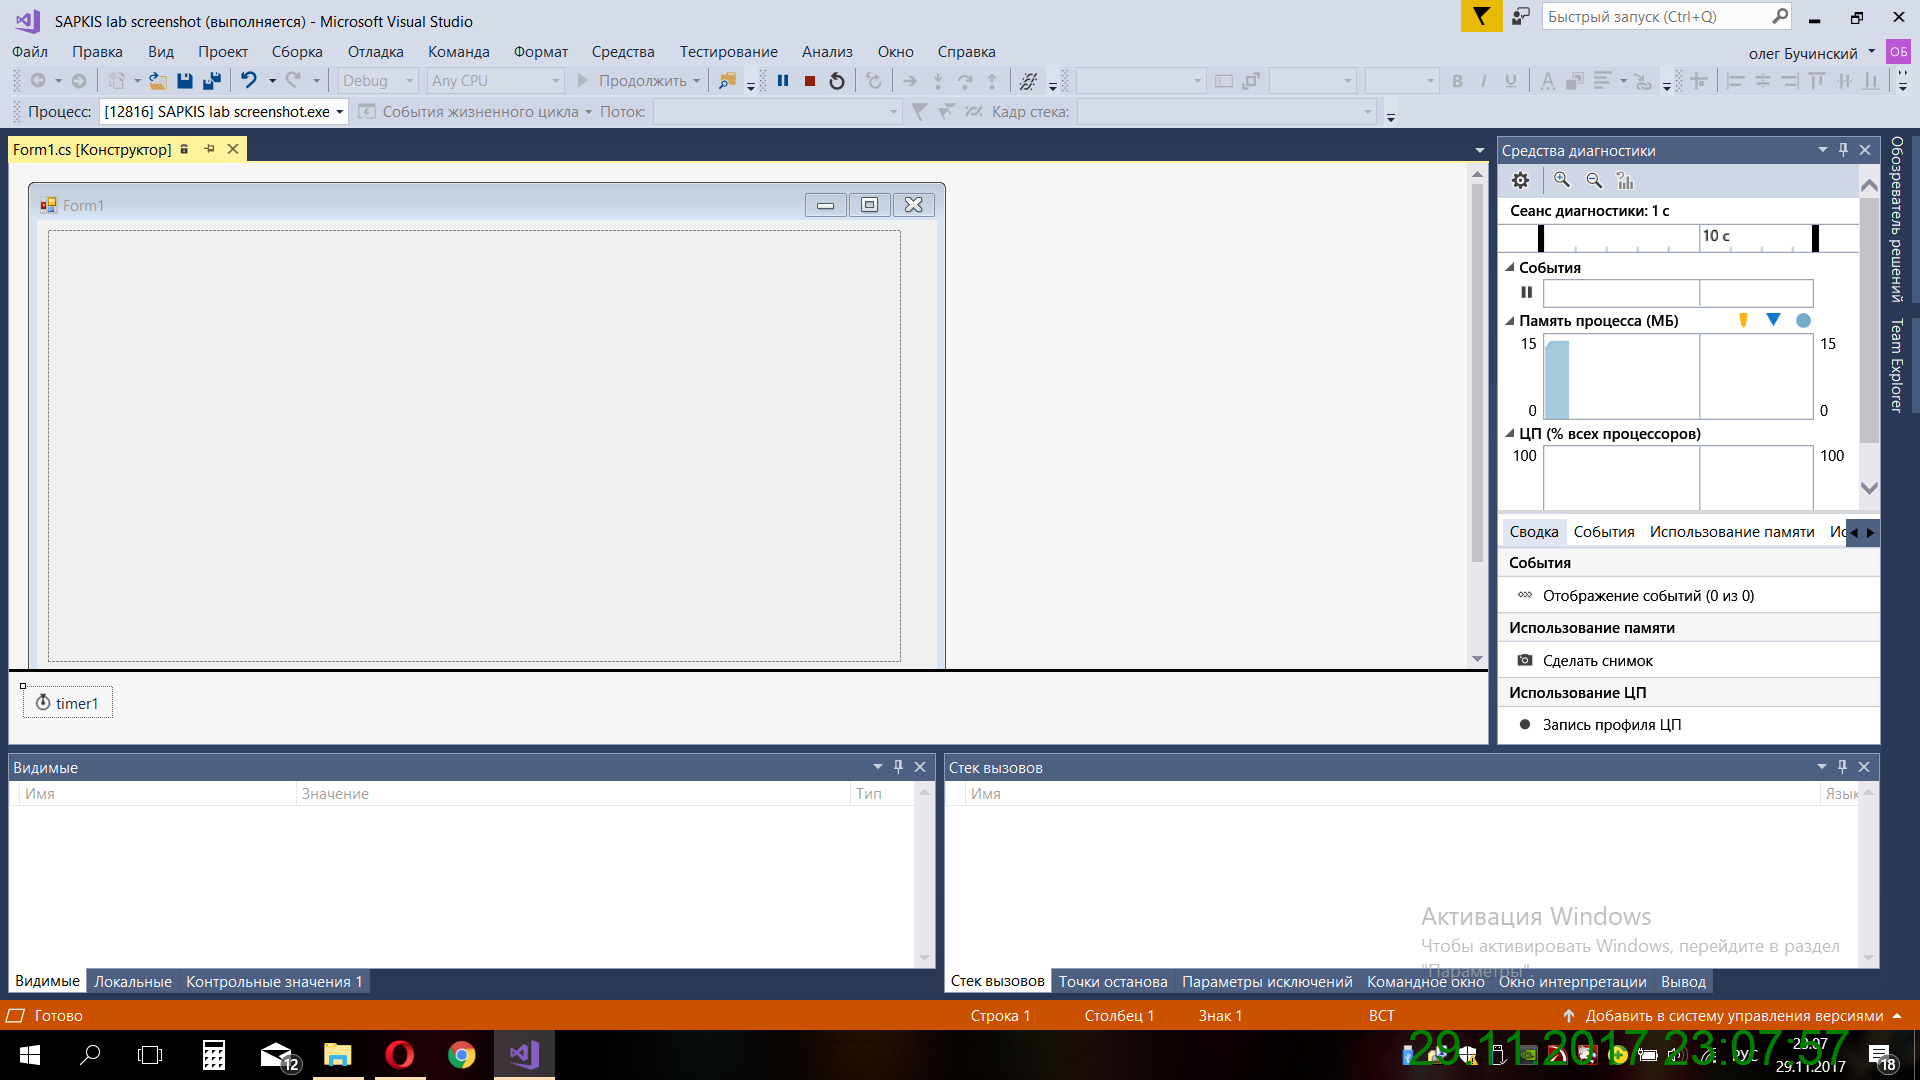 SAPKIS lab screenshot (выполняется) - Microsoft Visual Studio
Быстрый запуск (Ctrl+Q)
Файл Правка Вид Проект Сборка Отладка Команда Формат Средства Тестирование Анализ Окно Справка
олег Бучинский ОБ
Debug Any CPU Продолжить
Процесс: [12816] SAPKIS lab screenshot.exe События жизненного цикла Поток: Кадр стека:
Form1.cs [Конструктор]
Form1
timer1
Средства диагностики
Сеанс диагностики: 1 с
10 с
События
Память процесса (МБ)
15 15
0 0
ЦП (% всех процессоров)
100 100
Сводка События Использование памяти Ис
События
Отображение событий (0 из 0)
Использование памяти
Сделать снимок
Использование ЦП
Запись профиля ЦП
Обозреватель решений
Team Explorer
Видимые
Имя Значение Тип
Видимые Локальные Контрольные значения 1
Стек вызовов
Имя Язык
Активация Windows
Чтобы активировать Windows, перейдите в раздел
"Параметры".
Стек вызовов Точки останова Параметры исключений Командное окно Окно интерпретации Вывод
Готово Строка 1 Столбец 1 Знак 1 ВСТ Добавить в систему управления версиями
12
29.11.2017 23:07:57
РУС
23:07
29.11.2017
18